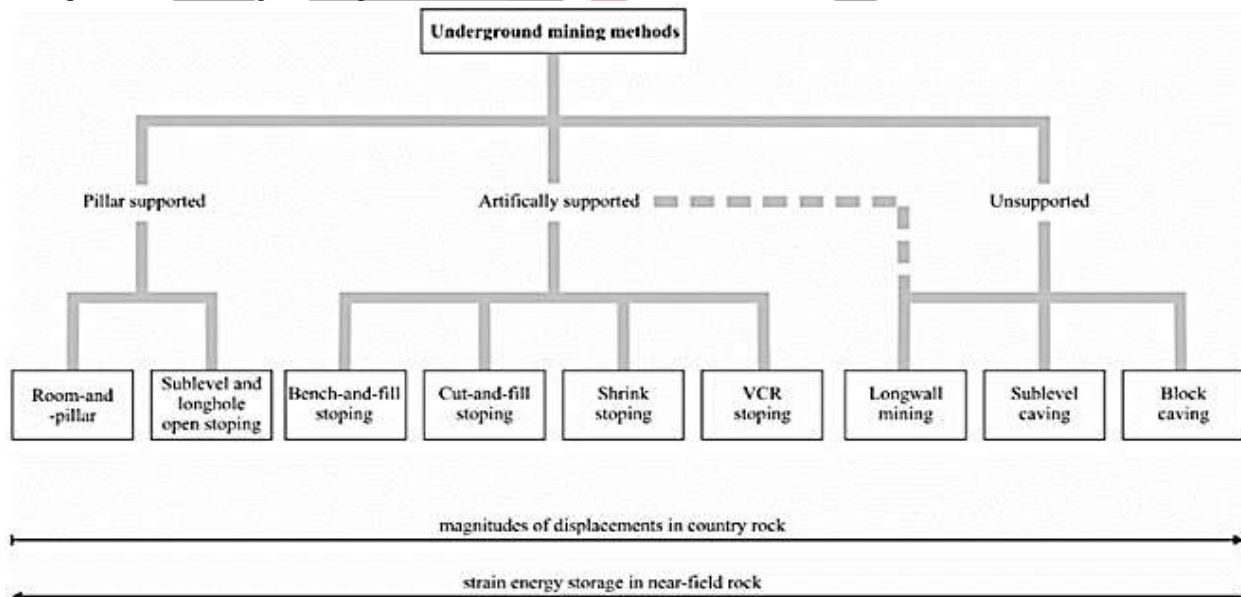 Underground mining methods
Pillar supported
Artifically supported
Unsupported
Room-and
-pillar
Sublevel and
longhole
open stoping
Bench-and-fill
stoping
Cut-and-fill
stoping
Shrink
stoping
VCR
stoping
Longwall
mining
Sublevel
caving
Block
caving
magnitudes of displacements in country rock
strain energy storage in near-field rock